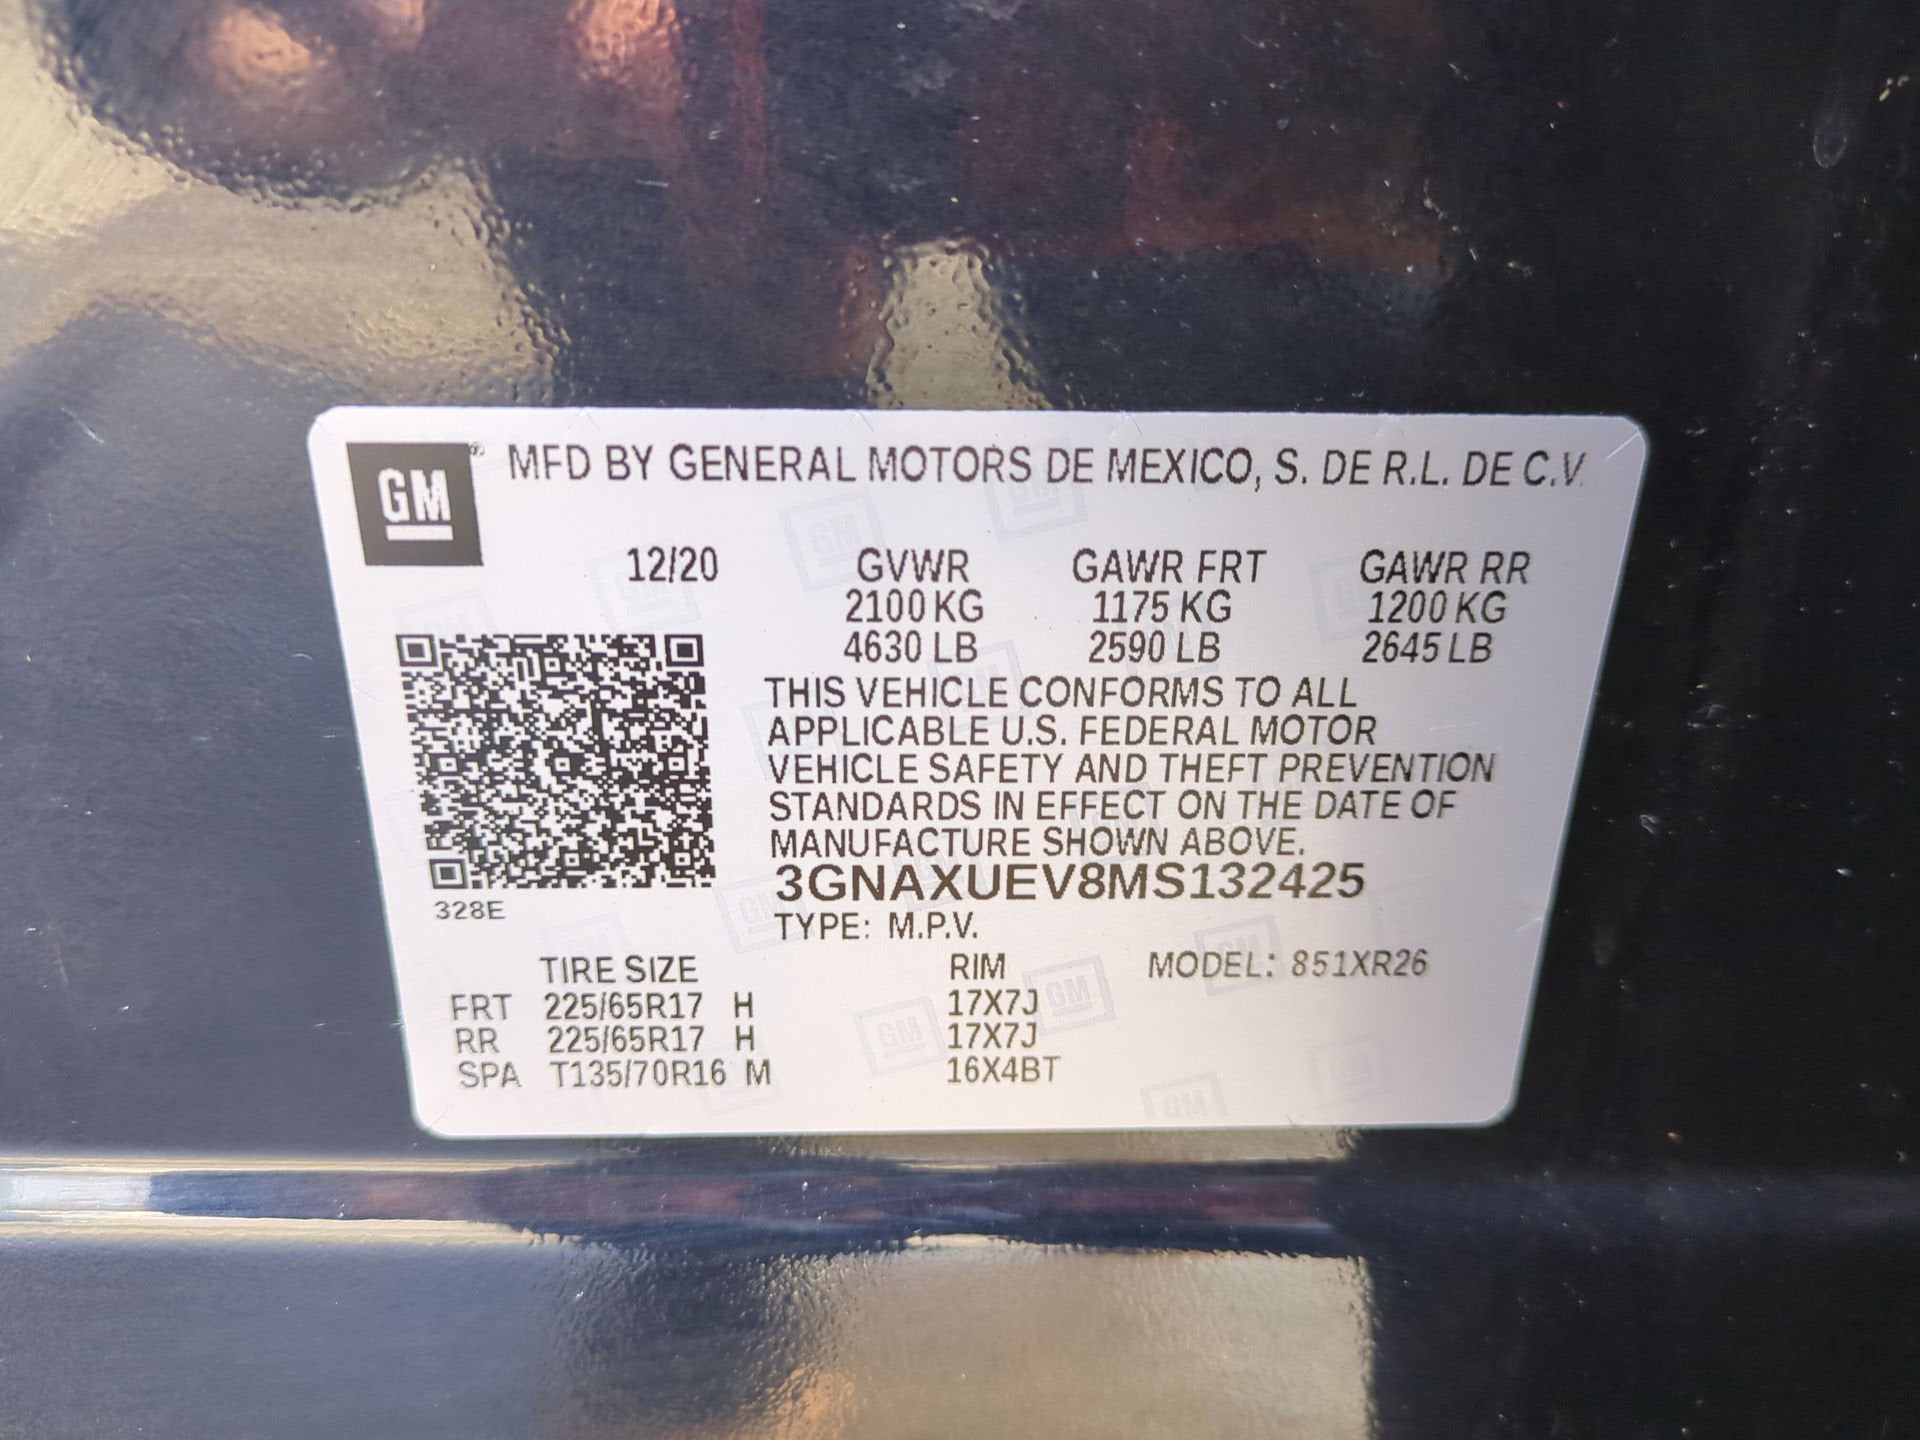 GM ® MFD BY GENERAL MOTORS DE MEXICO, S. DE R.L. DE C.V.
12/20 GVWR GAWR FRT GAWR RR
2100 KG 1175 KG 1200 KG
4630 LB 2590 LB 2645 LB
THIS VEHICLE CONFORMS TO ALL
APPLICABLE U.S. FEDERAL MOTOR
VEHICLE SAFETY AND THEFT PREVENTION
STANDARDS IN EFFECT ON THE DATE OF
MANUFACTURE SHOWN ABOVE.
3GNAXUEV8MS132425
328E
TYPE: M.P.V.
TIRE SIZE RIM MODEL: 851XR26
FRT 225/65R17 H 17X7J
RR 225/65R17 H 17X7J
SPA T135/70R16 M 16X4BT